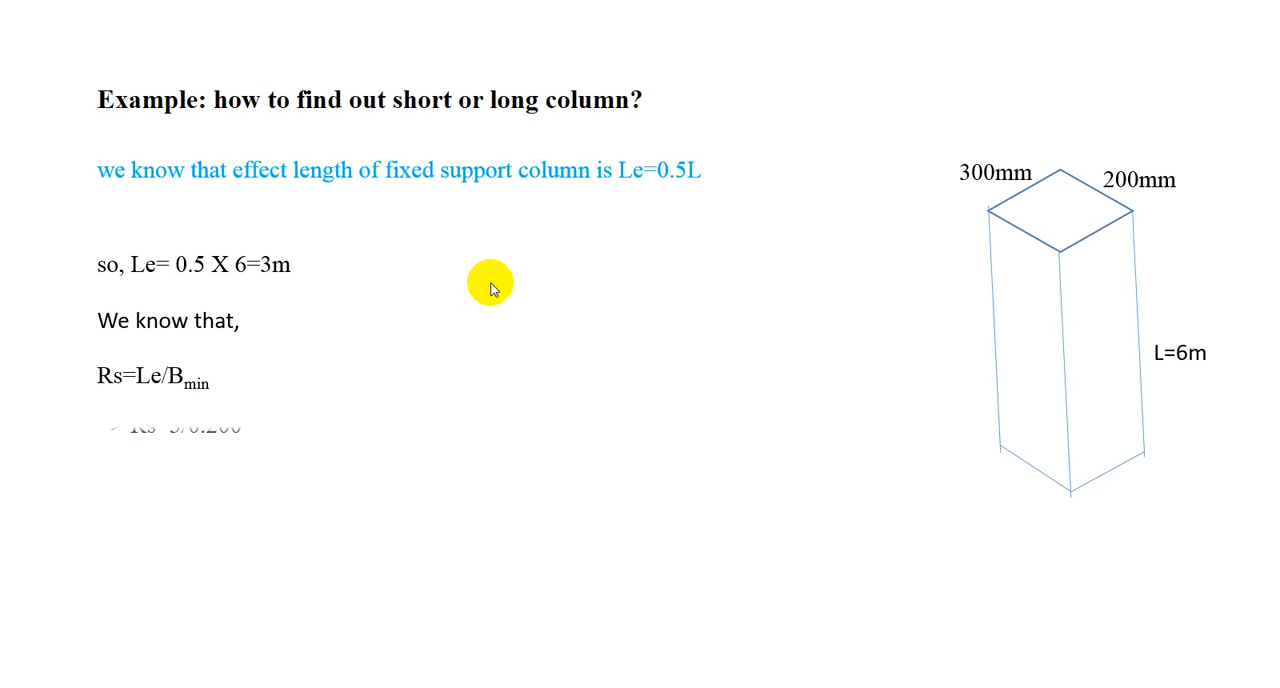 Example: how to find out short or long column?
we know that effect length of fixed support column is Le=0.5L
300mm
200mm
so, Le= 0.5 X 6=3m
We know that,
L=6m
Rs=Le/Bmin